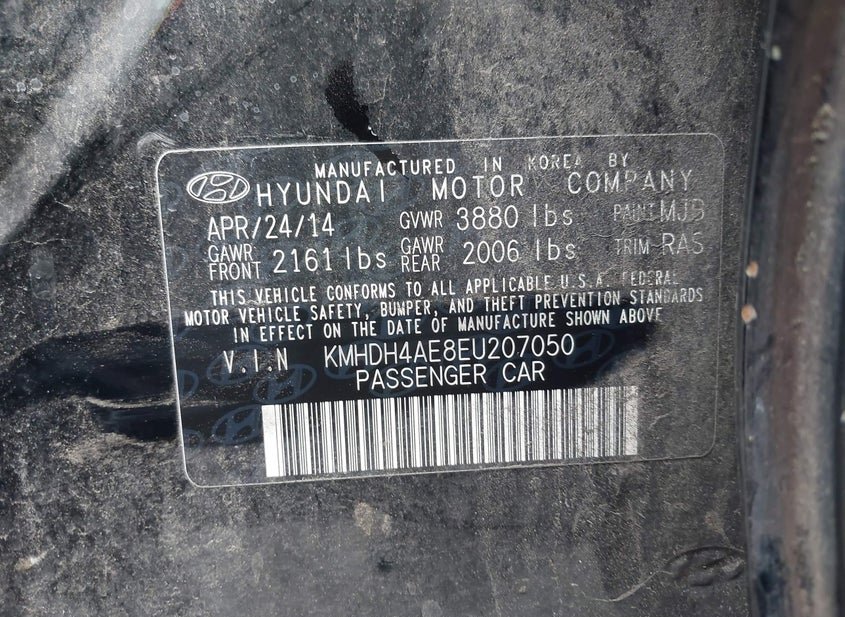 MANUFACTURED IN KOREA BY
HYUNDAI MOTOR COMPANY
APR/24/14 GVWR 3880 lbs PAINT MJB
GAWR FRONT 2161 lbs GAWR REAR 2006 lbs TRIM RAS
THIS VEHICLE CONFORMS TO ALL APPLICABLE U.S.A. FEDERAL
MOTOR VEHICLE SAFETY, BUMPER, AND THEFT PREVENTION STANDARDS
IN EFFECT ON THE DATE OF MANUFACTURE SHOWN ABOVE
V.I.N KMHDH4AE8EU207050
PASSENGER CAR